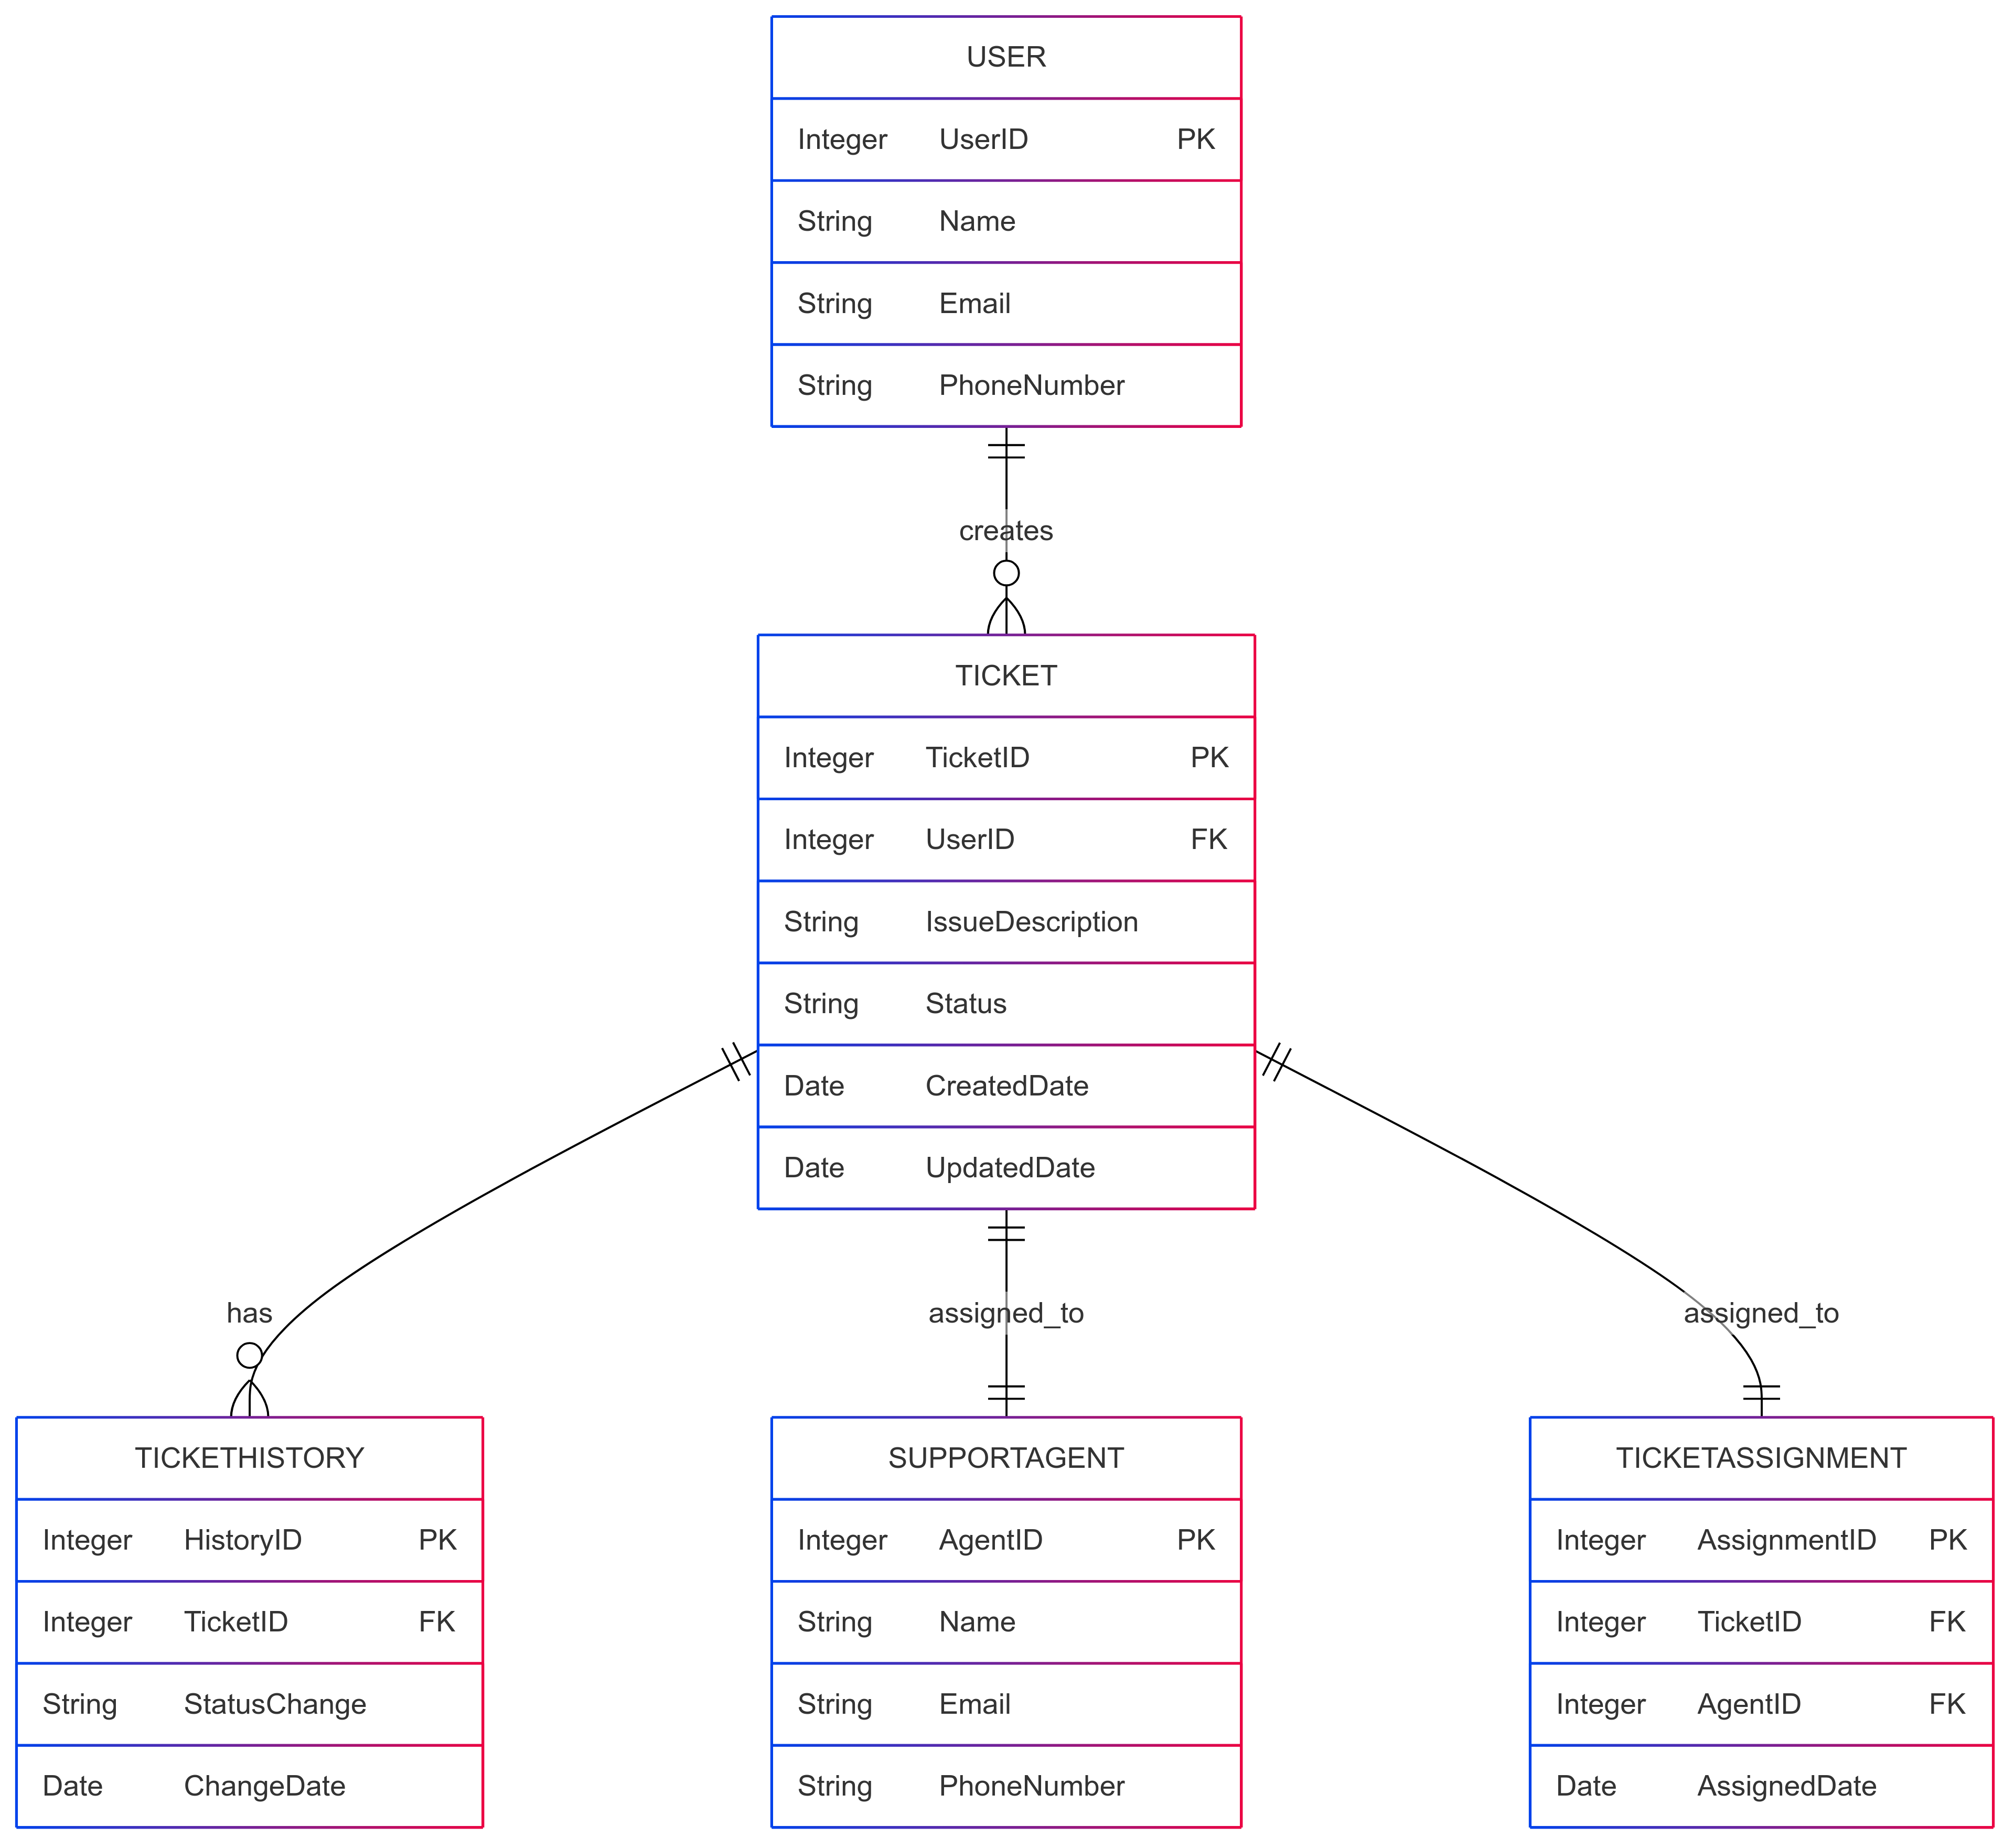 USER
Integer UserID PK
String Name
String Email
String PhoneNumber
creates
TICKET
Integer TicketID PK
Integer UserID FK
String IssueDescription
String Status
Date CreatedDate
Date UpdatedDate
has
assigned_to
assigned_to
TICKETHISTORY
Integer HistoryID PK
Integer TicketID FK
String StatusChange
Date ChangeDate
SUPPORTAGENT
Integer AgentID PK
String Name
String Email
String PhoneNumber
TICKETASSIGNMENT
Integer AssignmentID PK
Integer TicketID FK
Integer AgentID FK
Date AssignedDate